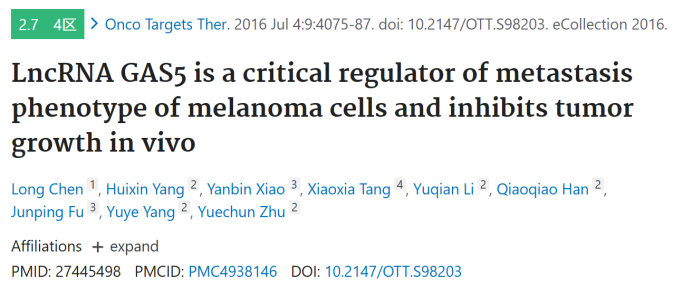 2.7 4区 > Onco Targets Ther. 2016 Jul 4:9:4075-87. doi: 10.2147/OTT.S98203. eCollection 2016.
LncRNA GAS5 is a critical regulator of metastasis
phenotype of melanoma cells and inhibits tumor
growth in vivo
Long Chen 1, Huixin Yang 2, Yanbin Xiao 3, Xiaoxia Tang 4, Yuqian Li 2, Qiaoqiao Han 2,
Junping Fu 3, Yuye Yang 2, Yuechun Zhu 2
Affiliations + expand
PMID: 27445498 PMCID: PMC4938146 DOI: 10.2147/OTT.S98203